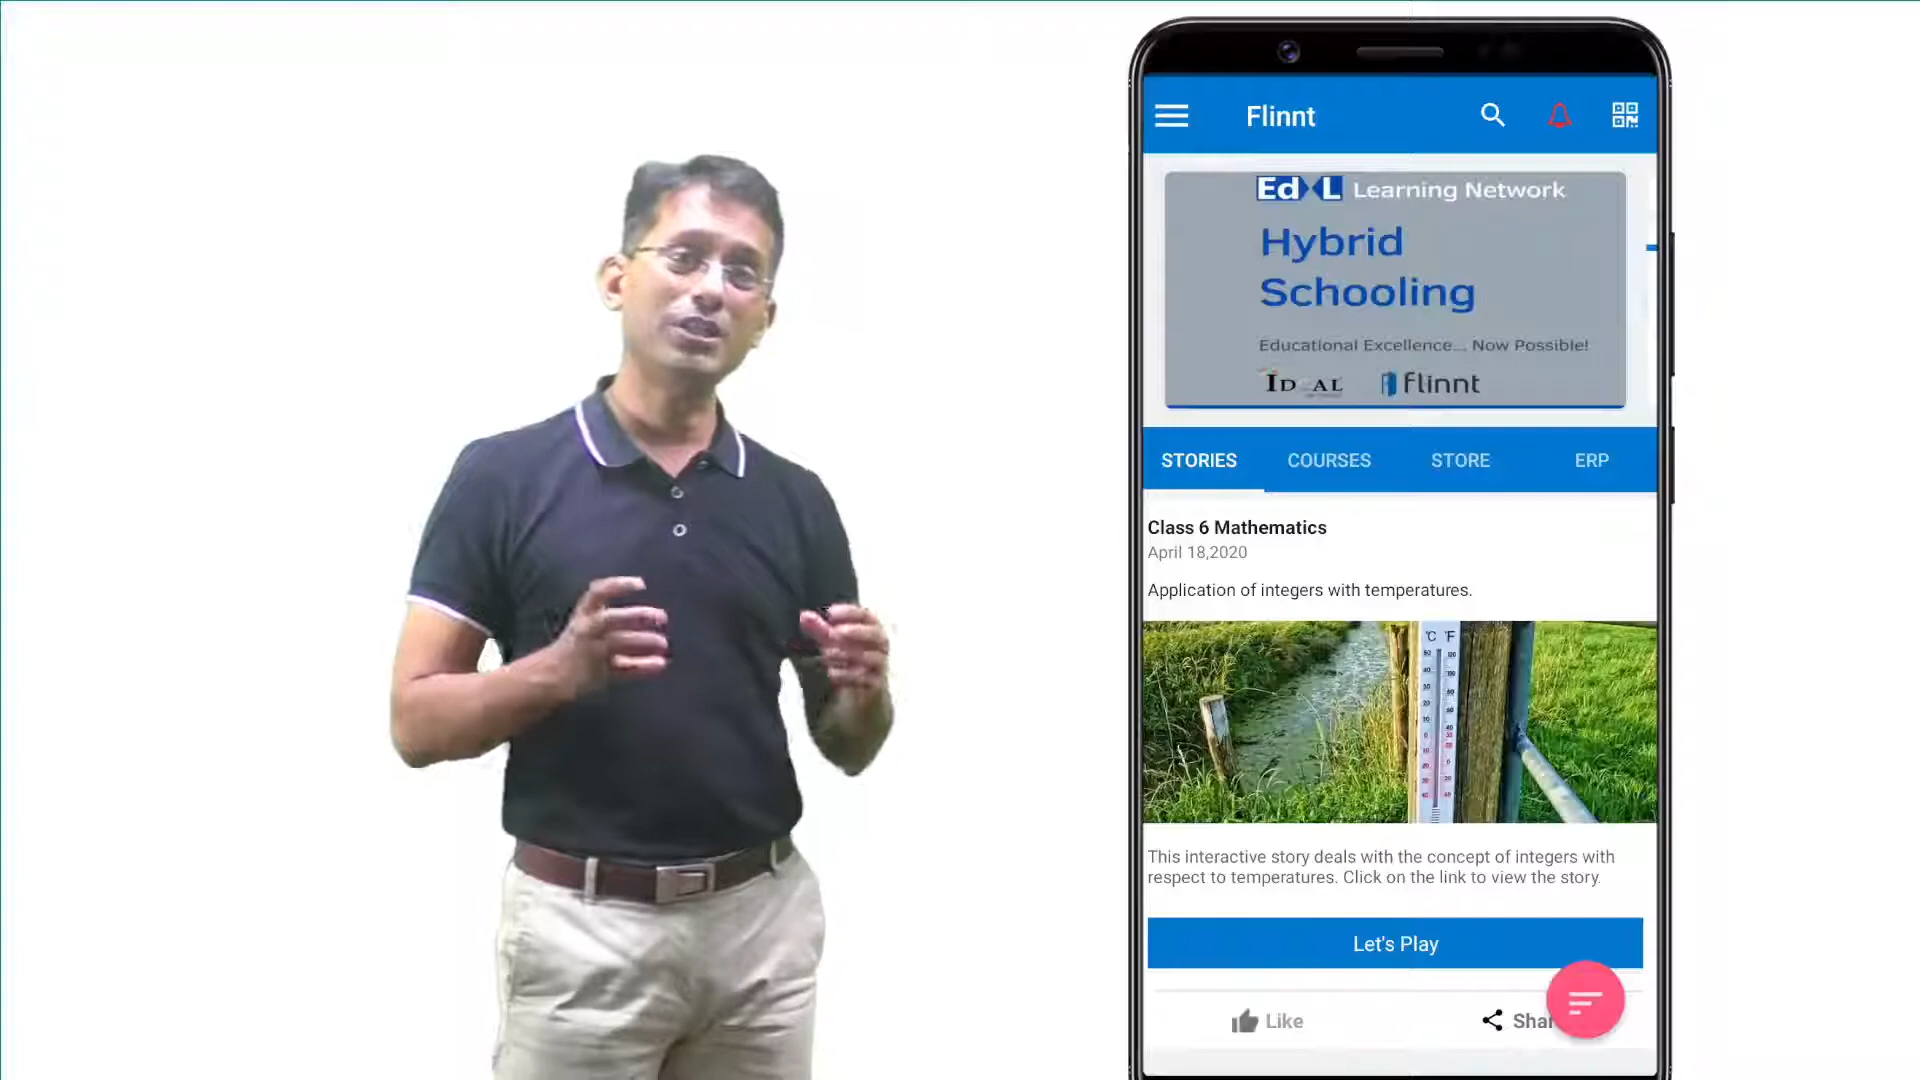 Flinnt
Ed L Learning Network
Hybrid
Schooling
Educational Excellence... Now Possible!
flinnt
STORIES COURSES STORE ERP
Class 6 Mathematics
April 18,2020
Application of integers with temperatures.
°C °F
This interactive story deals with the concept of integers with
respect to temperatures. Click on the link to view the story.
Let's Play
Like Shar